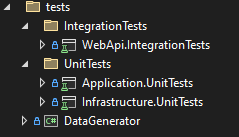 tests
IntegrationTests
WebApi.IntegrationTests
UnitTests
Application.UnitTests
Infrastructure.UnitTests
C# DataGenerator